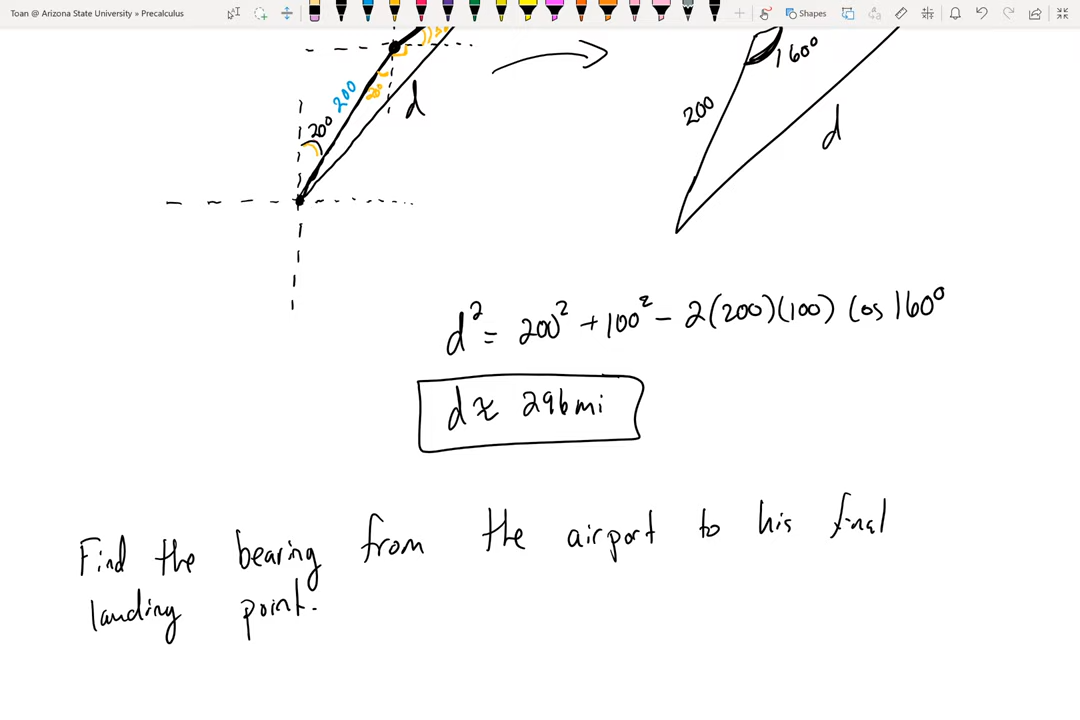 Toan @ Arizona State University » Precalculus
Shapes
200
20°
d
160°
200
d
d² = 200² + 100² - 2(200)(100) Cos 160°
d ≈ 296 mi
Find the bearing from the airport to his final
landing point.